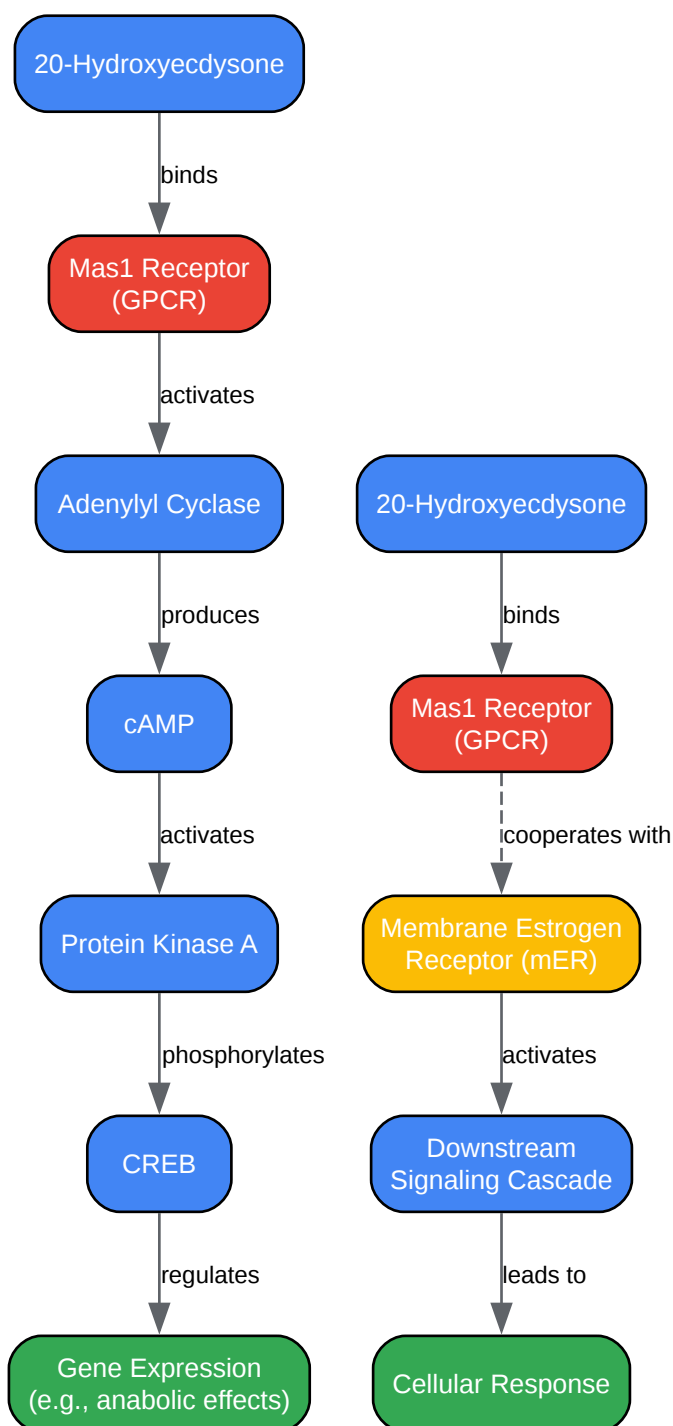 20-Hydroxyecdysone
binds
Mas1 Receptor
(GPCR)
activates
Adenylyl Cyclase
produces
cAMP
activates
Protein Kinase A
phosphorylates
CREB
regulates
Gene Expression
(e.g., anabolic effects)
20-Hydroxyecdysone
binds
Mas1 Receptor
(GPCR)
cooperates with
Membrane Estrogen
Receptor (mER)
activates
Downstream
Signaling Cascade
leads to
Cellular Response